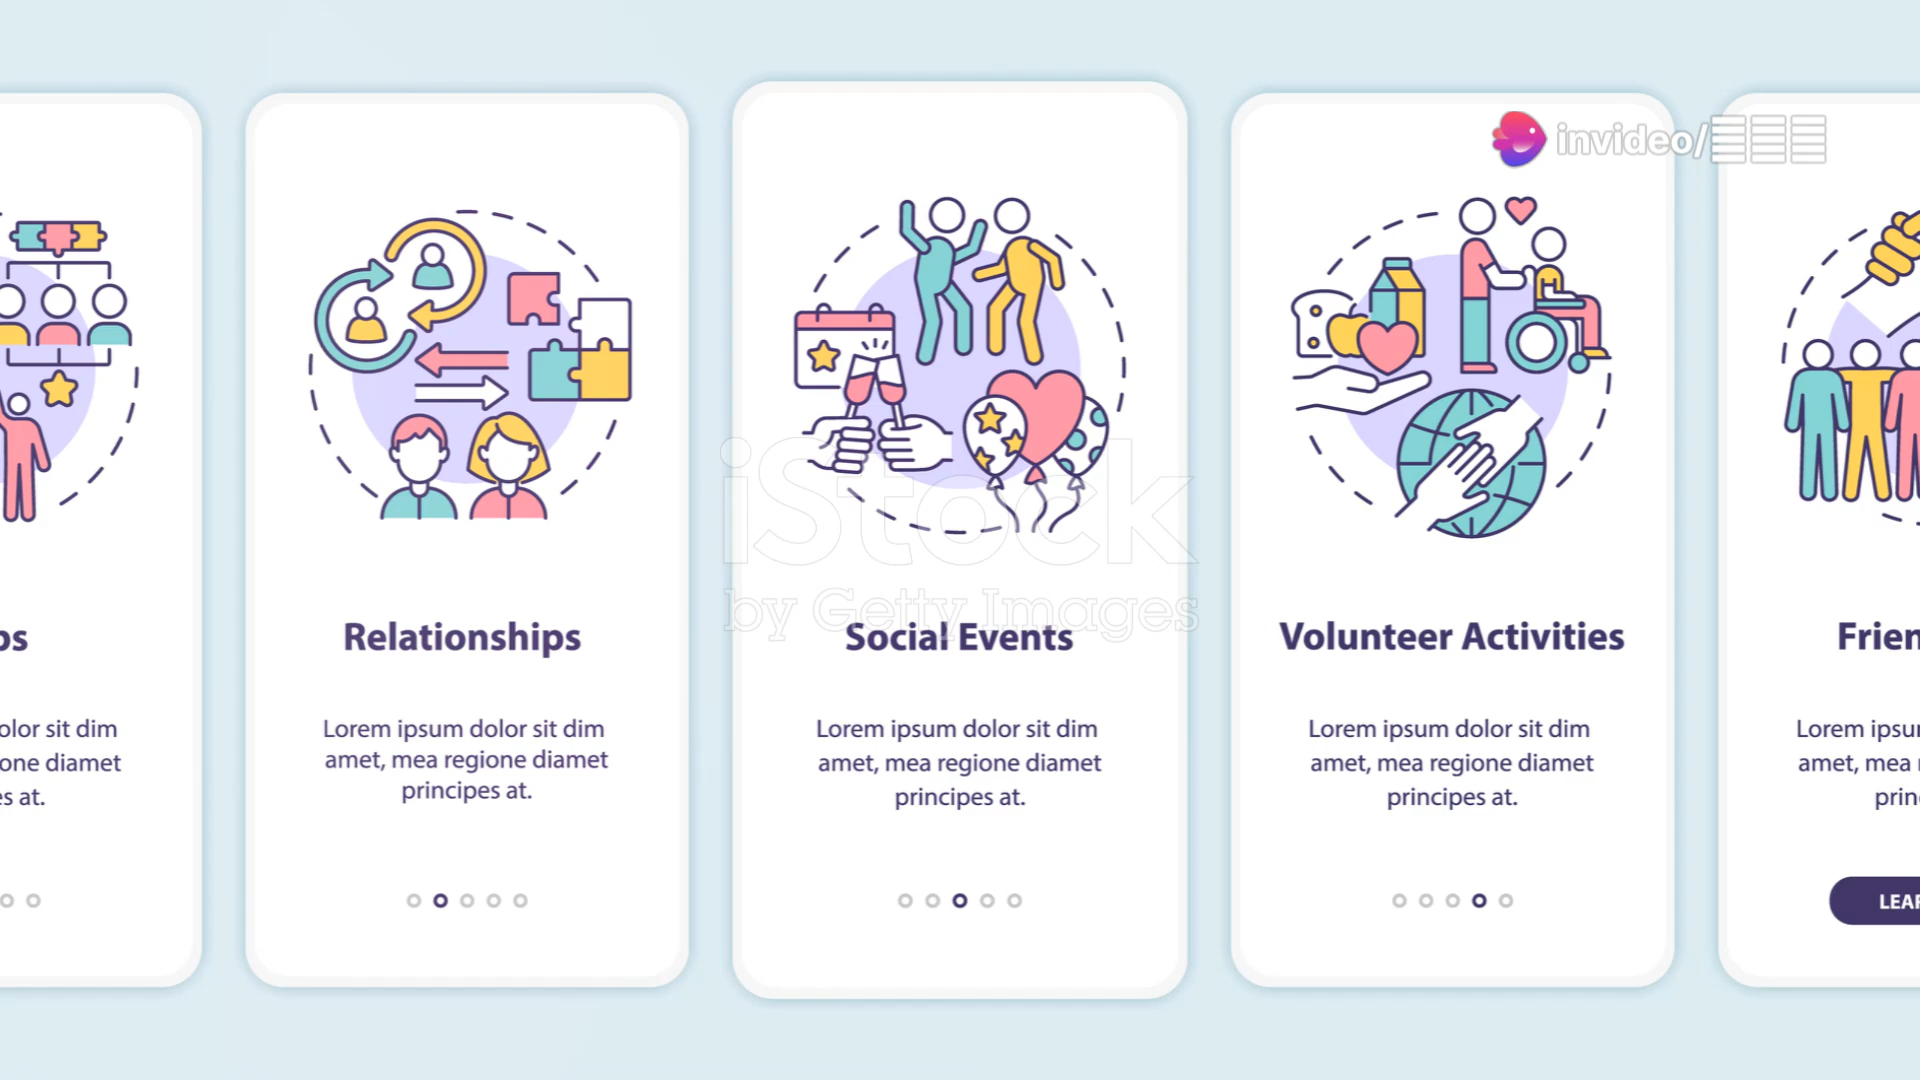 invideo/
iStock
by Getty Images
ps
olor sit dim
one diamet
es at.
Relationships
Lorem ipsum dolor sit dim
amet, mea regione diamet
principes at.
Social Events
Lorem ipsum dolor sit dim
amet, mea regione diamet
principes at.
Volunteer Activities
Lorem ipsum dolor sit dim
amet, mea regione diamet
principes at.
Frien
Lorem ipsu
amet, mea
prin
LEAR